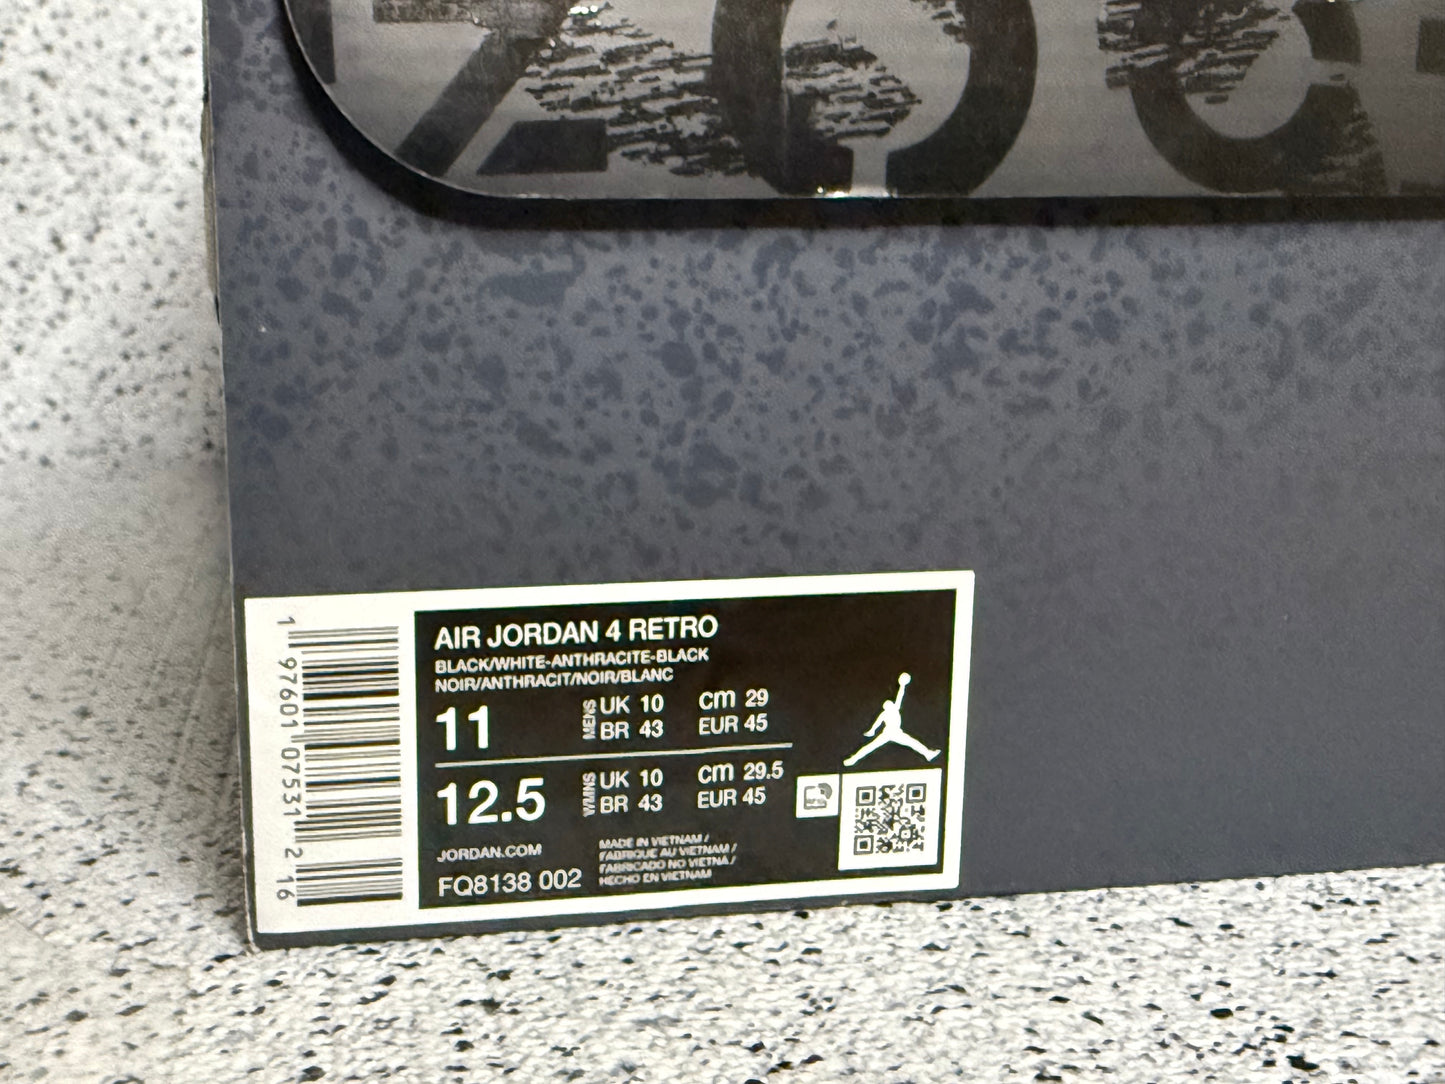 AIR JORDAN 4 RETRO
BLACK/WHITE-ANTHRACITE-BLACK
NOIR/ANTHRACIT/NOIR/BLANC
11
MENS
UK 10 CM 29
BR 43 EUR 45
12.5
WMNS
UK 10 CM 29.5
BR 43 EUR 45
JORDAN.COM
FQ8138 002
MADE IN VIETNAM /
FABRIQUE AU VIETNAM /
FABRICADO NO VIETNÃ /
HECHO EN VIETNAM
1 97601 07531 2 16